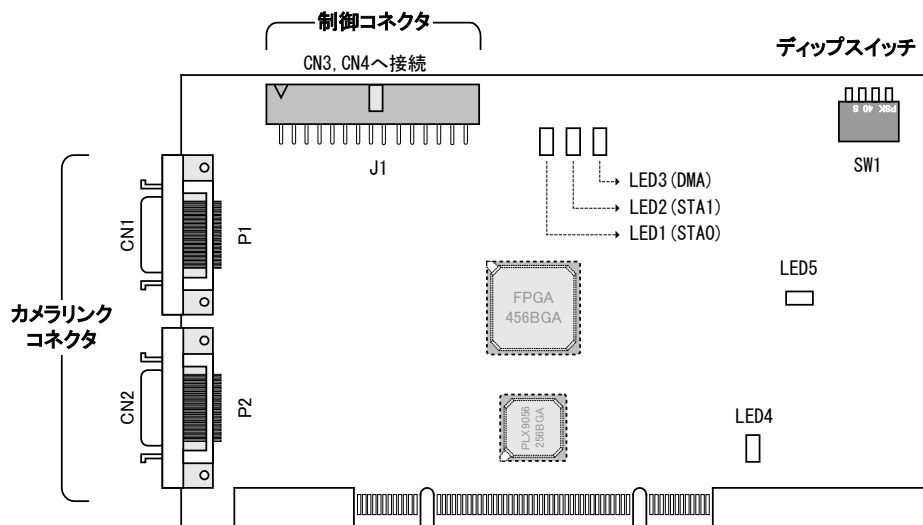 制御コネクタ
CN3, CN4へ接続
J1
ディップスイッチ
PSK 40 S
SW1
LED3(DMA)
LED2(STA1)
LED1(STA0)
CN1
P1
カメラリンク
コネクタ
CN2
P2
FPGA
456BGA
PLX9056
256BGA
LED5
LED4